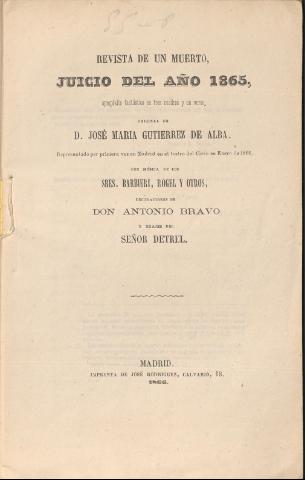 55-8
REVISTA DE UN MUERTO,
JUICIO DEL AÑO 1865,
apropósito fantástico en tres cuadros y en verso,
ORIGINAL DE
D. JOSÉ MARIA GUTIERREZ DE ALBA.
Representado por primera vez en Madrid en el teatro del Circo en Enero de 1866,
CON MÚSICA DE LOS
SRES. BARBIERI, ROGEL Y OTROS,
DECORACIONES DE
DON ANTONIO BRAVO
Y TRAJES DEL
SEÑOR DETREL.
MADRID.
IMPRENTA DE JOSÉ RODRIGUEZ, CALVARIO, 18.
1866.